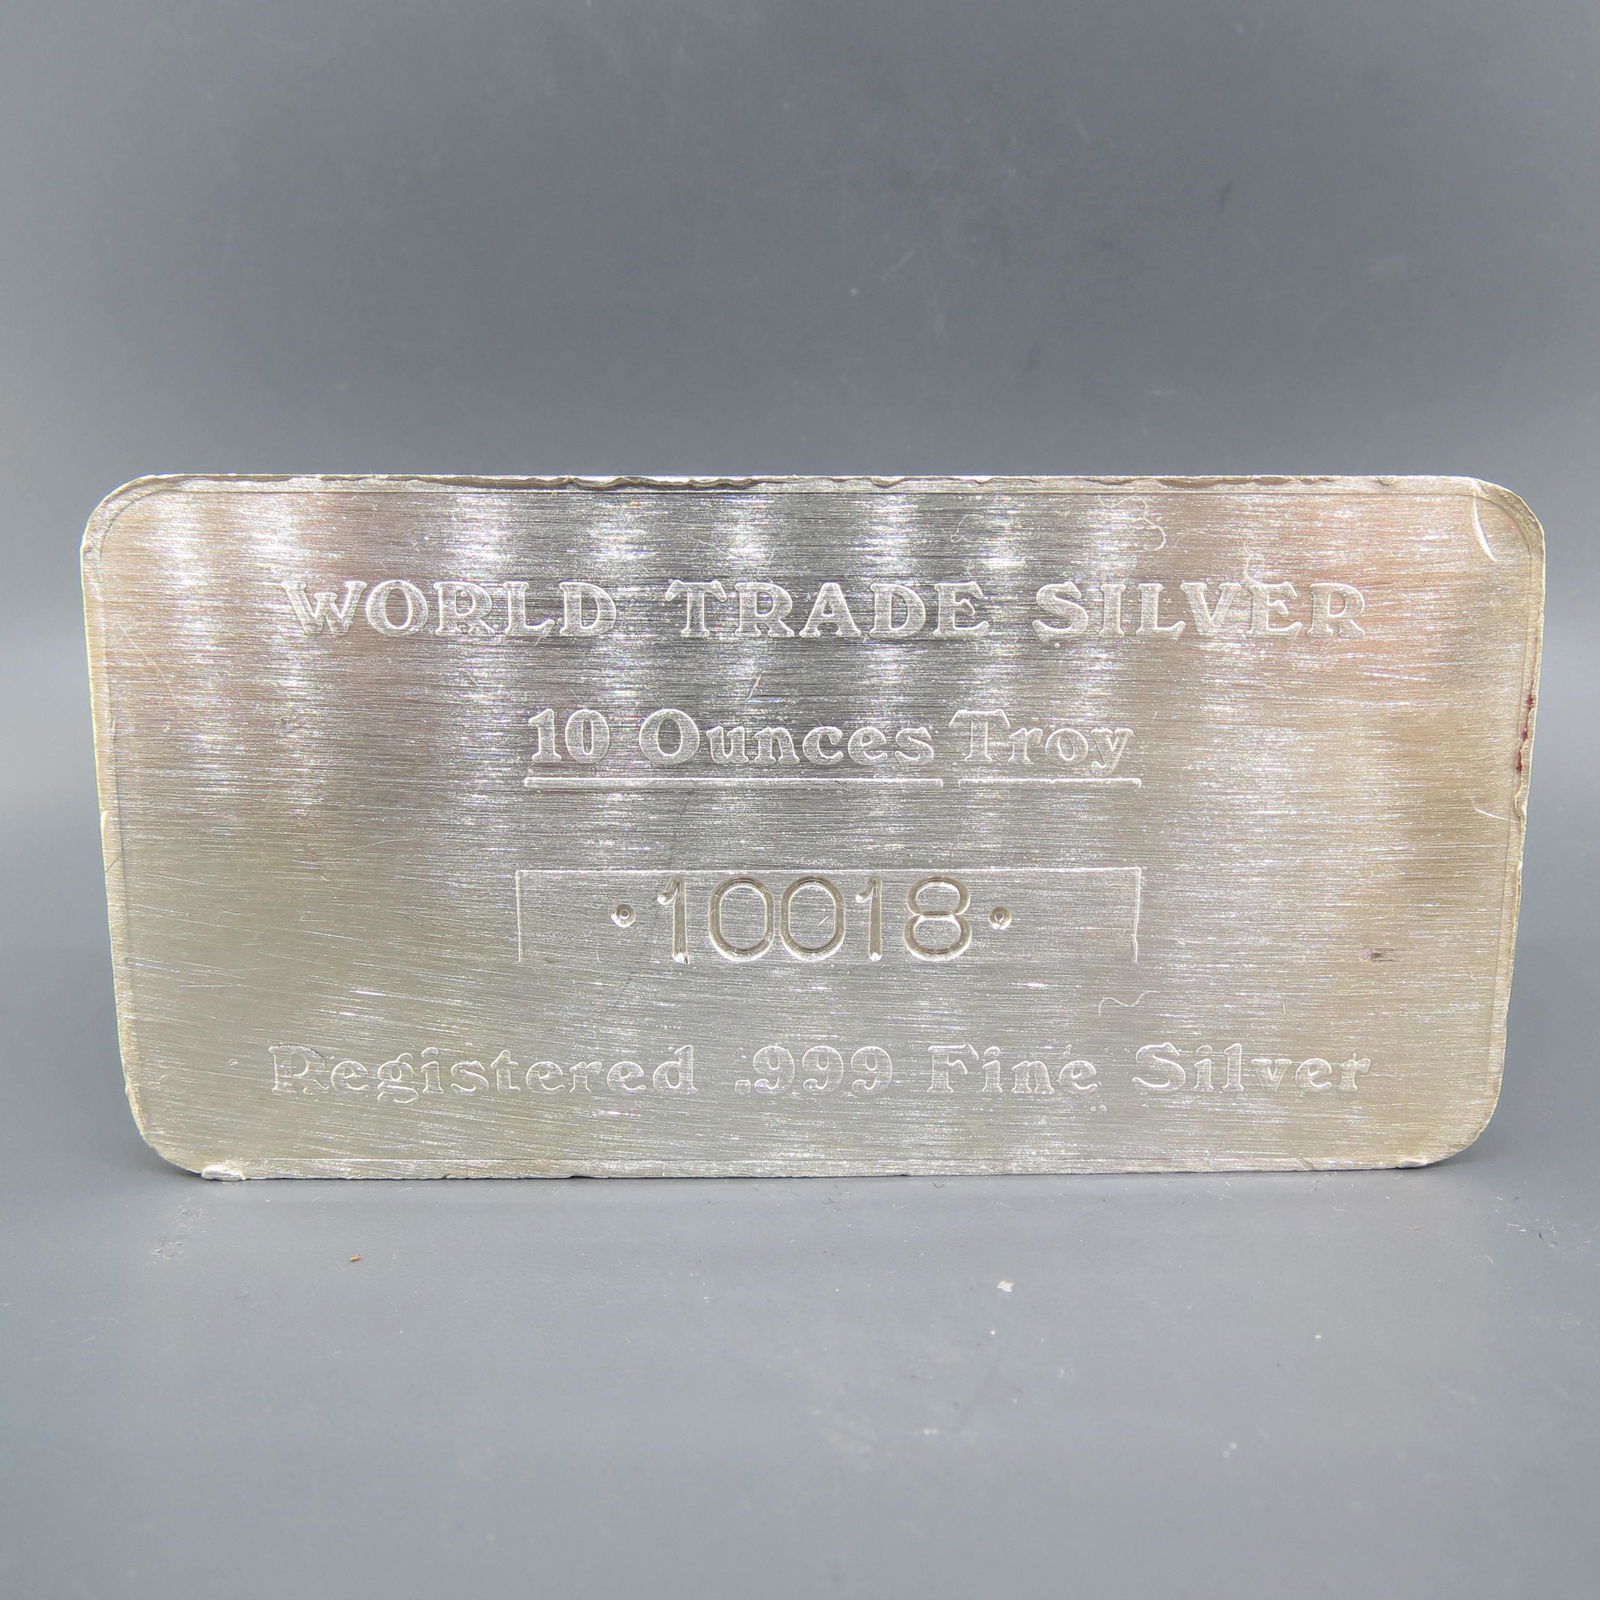 WORLD TRADE SILVER
10 Ounces Troy
·10018·
Registered .999 Fine Silver